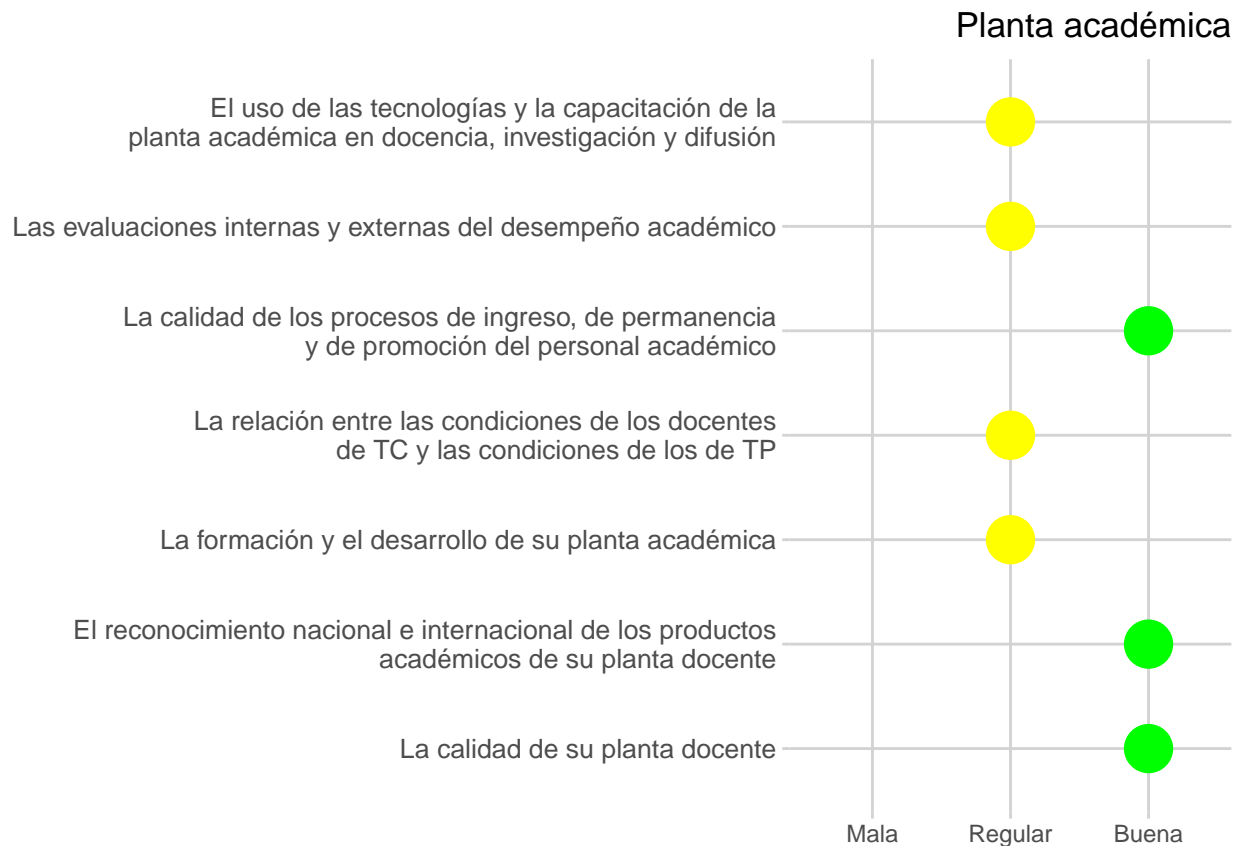 Planta académica
El uso de las tecnologías y la capacitación de la
planta académica en docencia, investigación y difusión
Las evaluaciones internas y externas del desempeño académico
La calidad de los procesos de ingreso, de permanencia
y de promoción del personal académico
La relación entre las condiciones de los docentes
de TC y las condiciones de los de TP
La formación y el desarrollo de su planta académica
El reconocimiento nacional e internacional de los productos
académicos de su planta docente
La calidad de su planta docente
Mala Regular Buena